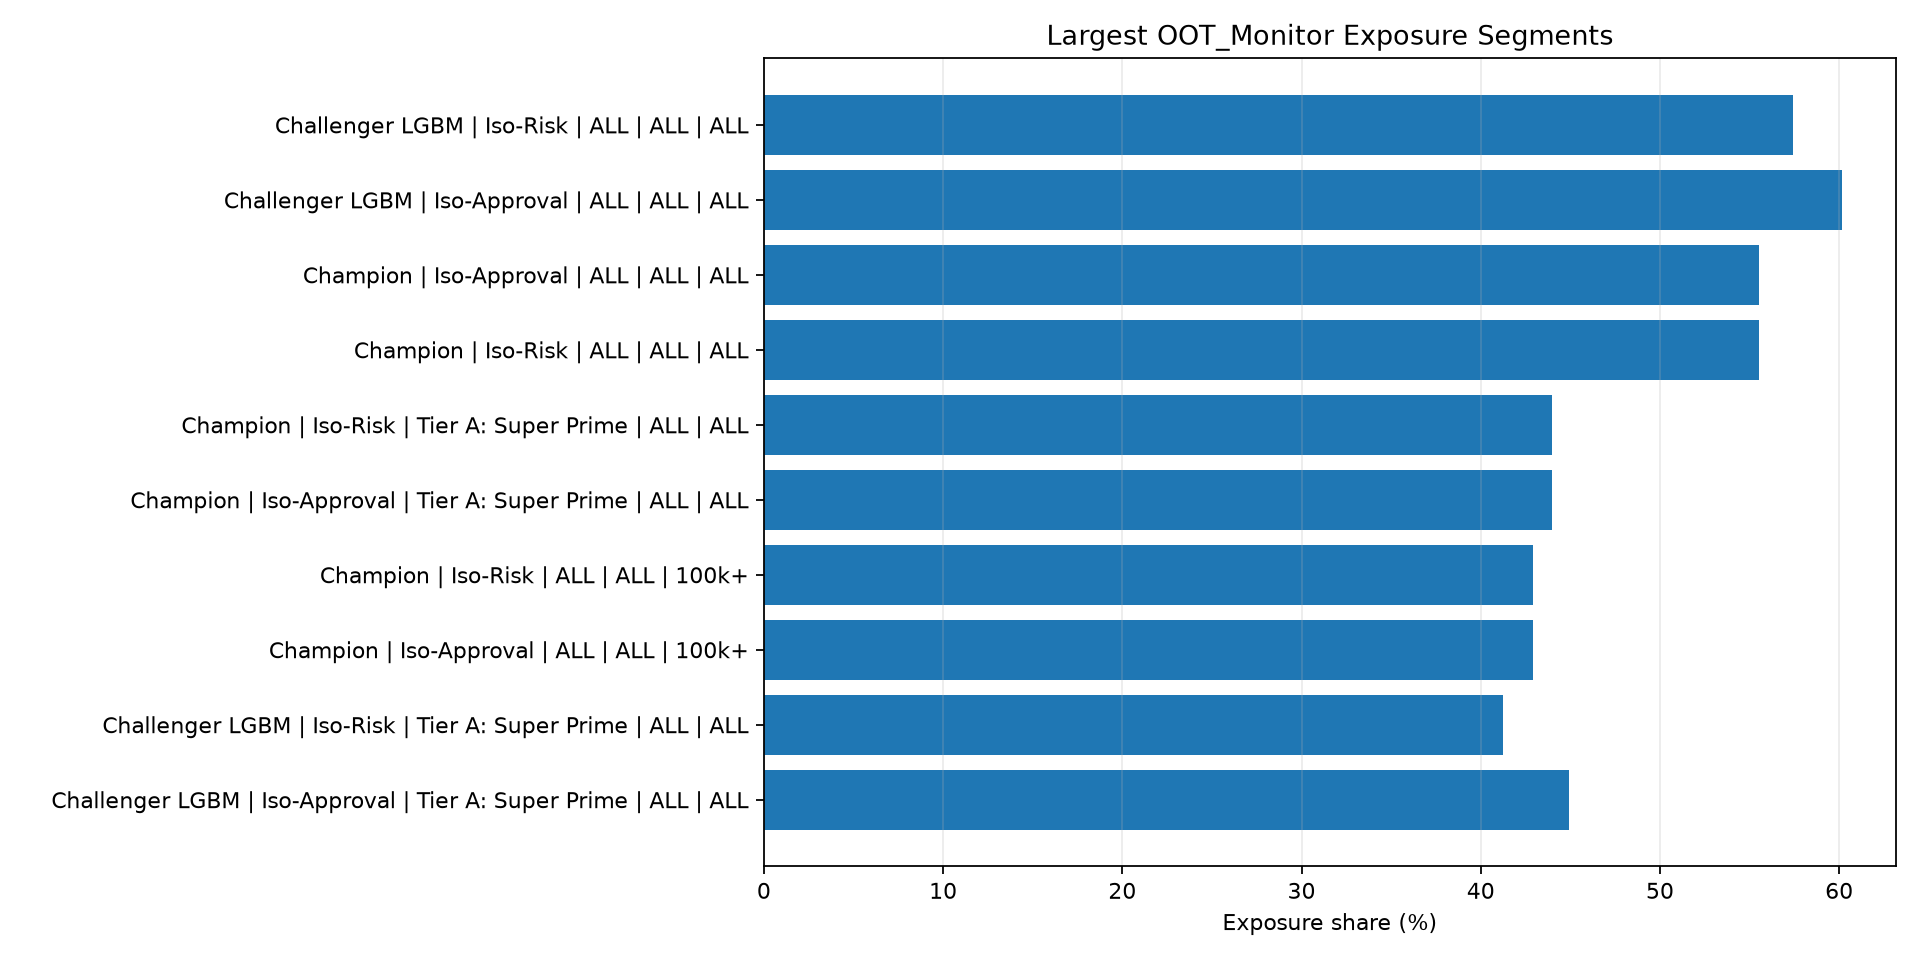 Largest OOT_Monitor Exposure Segments
Challenger LGBM | Iso-Risk | ALL | ALL | ALL
Challenger LGBM | Iso-Approval | ALL | ALL | ALL
Champion | Iso-Approval | ALL | ALL | ALL
Champion | Iso-Risk | ALL | ALL | ALL
Champion | Iso-Risk | Tier A: Super Prime | ALL | ALL
Champion | Iso-Approval | Tier A: Super Prime | ALL | ALL
Champion | Iso-Risk | ALL | ALL | 100k+
Champion | Iso-Approval | ALL | ALL | 100k+
Challenger LGBM | Iso-Risk | Tier A: Super Prime | ALL | ALL
Challenger LGBM | Iso-Approval | Tier A: Super Prime | ALL | ALL
0 10 20 30 40 50 60
Exposure share (%)